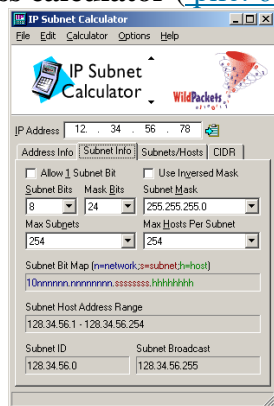 IP Subnet Calculator
File Edit Calculator Options Help
IP Subnet
Calculator
WildPackets
IP Address 12. 34 . 56 . 78
Address Info Subnet Info Subnets/Hosts CIDR
Allow 1 Subnet Bit Use Inversed Mask
Subnet Bits Mask Bits Subnet Mask
8 24 255.255.255.0
Max Subnets Max Hosts Per Subnet
254 254
Subnet Bit Map (n=network;s=subnet;h=host)
10nnnnnn.nnnnnnnn.ssssssss.hhhhhhhh
Subnet Host Address Range
128.34.56.1 - 128.34.56.254
Subnet ID Subnet Broadcast
128.34.56.0 128.34.56.255